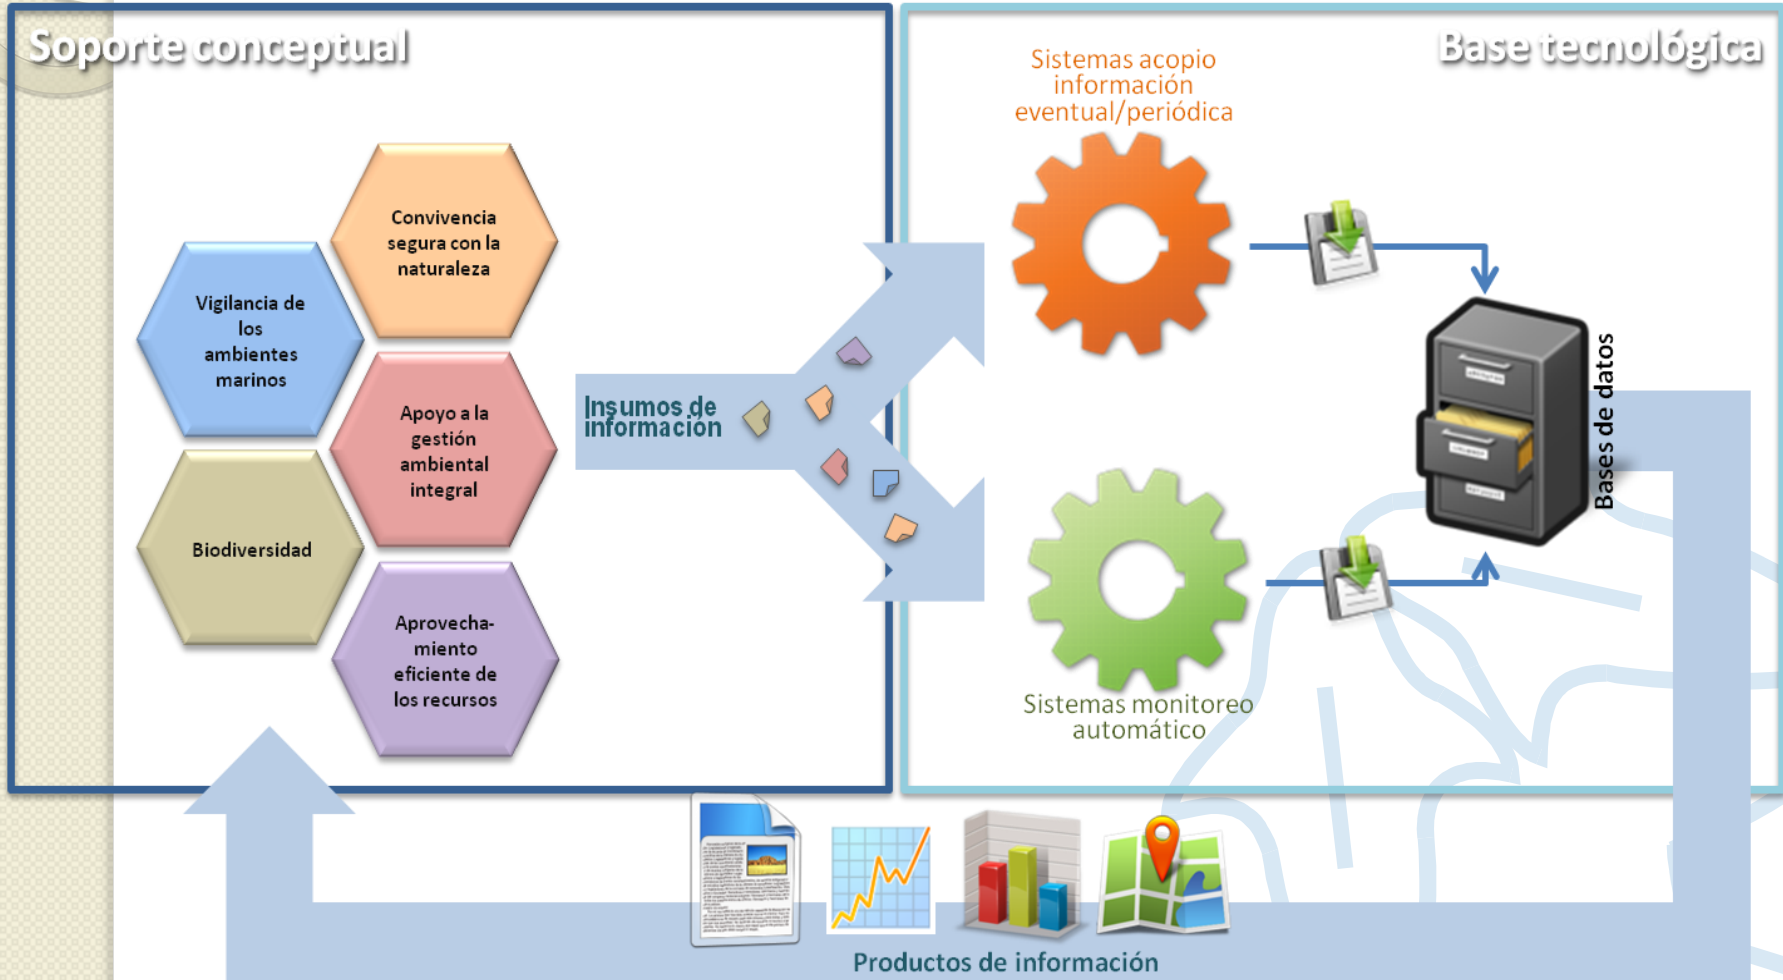 Soporte conceptual
Base tecnológica
Sistemas acopio
información
eventual/periódica
Convivencia
segura con la
naturaleza
Vigilancia de
los
ambientes
marinos
Apoyo a la
gestión
ambiental
integral
Biodiversidad
Aprovecha-
miento
eficiente de
los recursos
Insumos de
información
Bases de datos
Sistemas monitoreo
automático
Productos de información